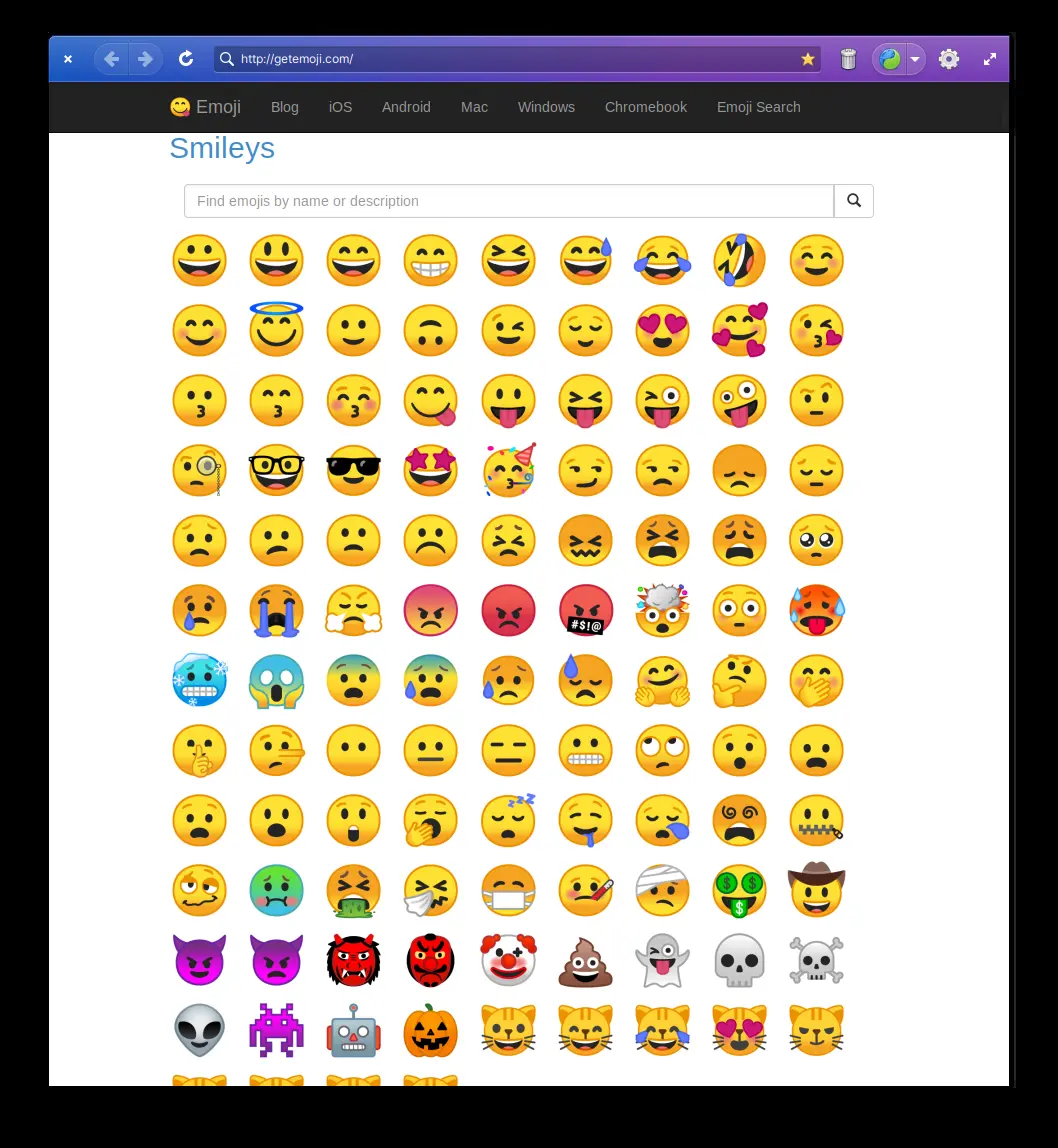 http://getemoji.com/
Emoji Blog iOS Android Mac Windows Chromebook Emoji Search
Smileys
Find emojis by name or description
#$!@
zzz
$ $
$